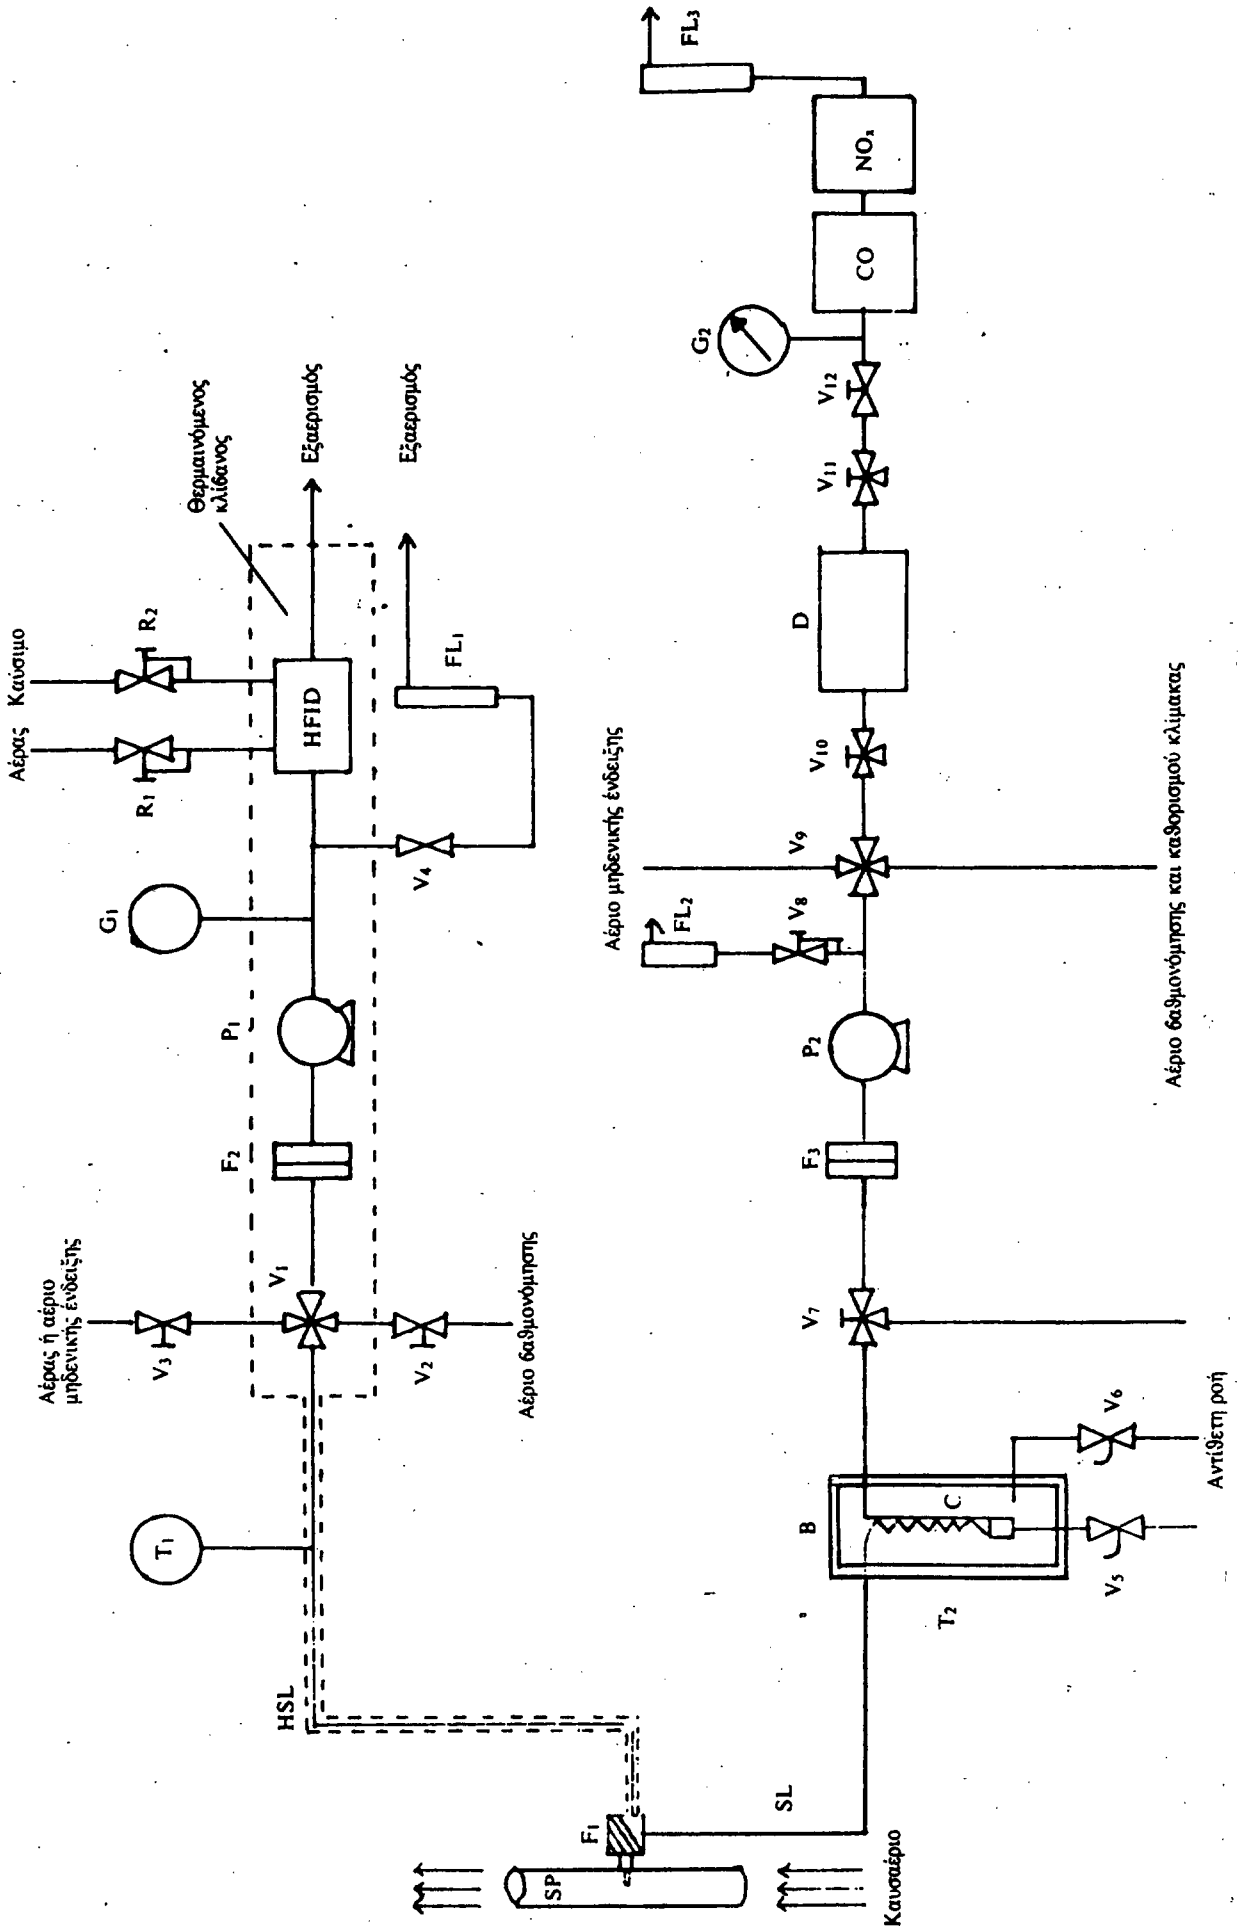 Καυσαέριο
SP
F₁
SL
HSL
T₁
Αέρας ή αέριο
μηδενικής ένδειξης
V₃
V₁
V₂
Αέριο βαθμονόμησης
F₂
P₁
G₁
V₄
FL₁
HFID
R₁
R₂
Αέρας
Καύσιμο
Θερμαινόμενος
κλίβανος
Εξαερισμός
Εξαερισμός
T₂
B
C
V₅
V₆
Αντίθετη ροή
V₇
F₃
P₂
FL₂
V₈
V₉
Αέριο μηδενικής ένδειξης
Αέριο βαθμονόμησης και καθορισμού κλίμακας
V₁₀
D
V₁₁
V₁₂
G₂
CO
NOₓ
FL₃